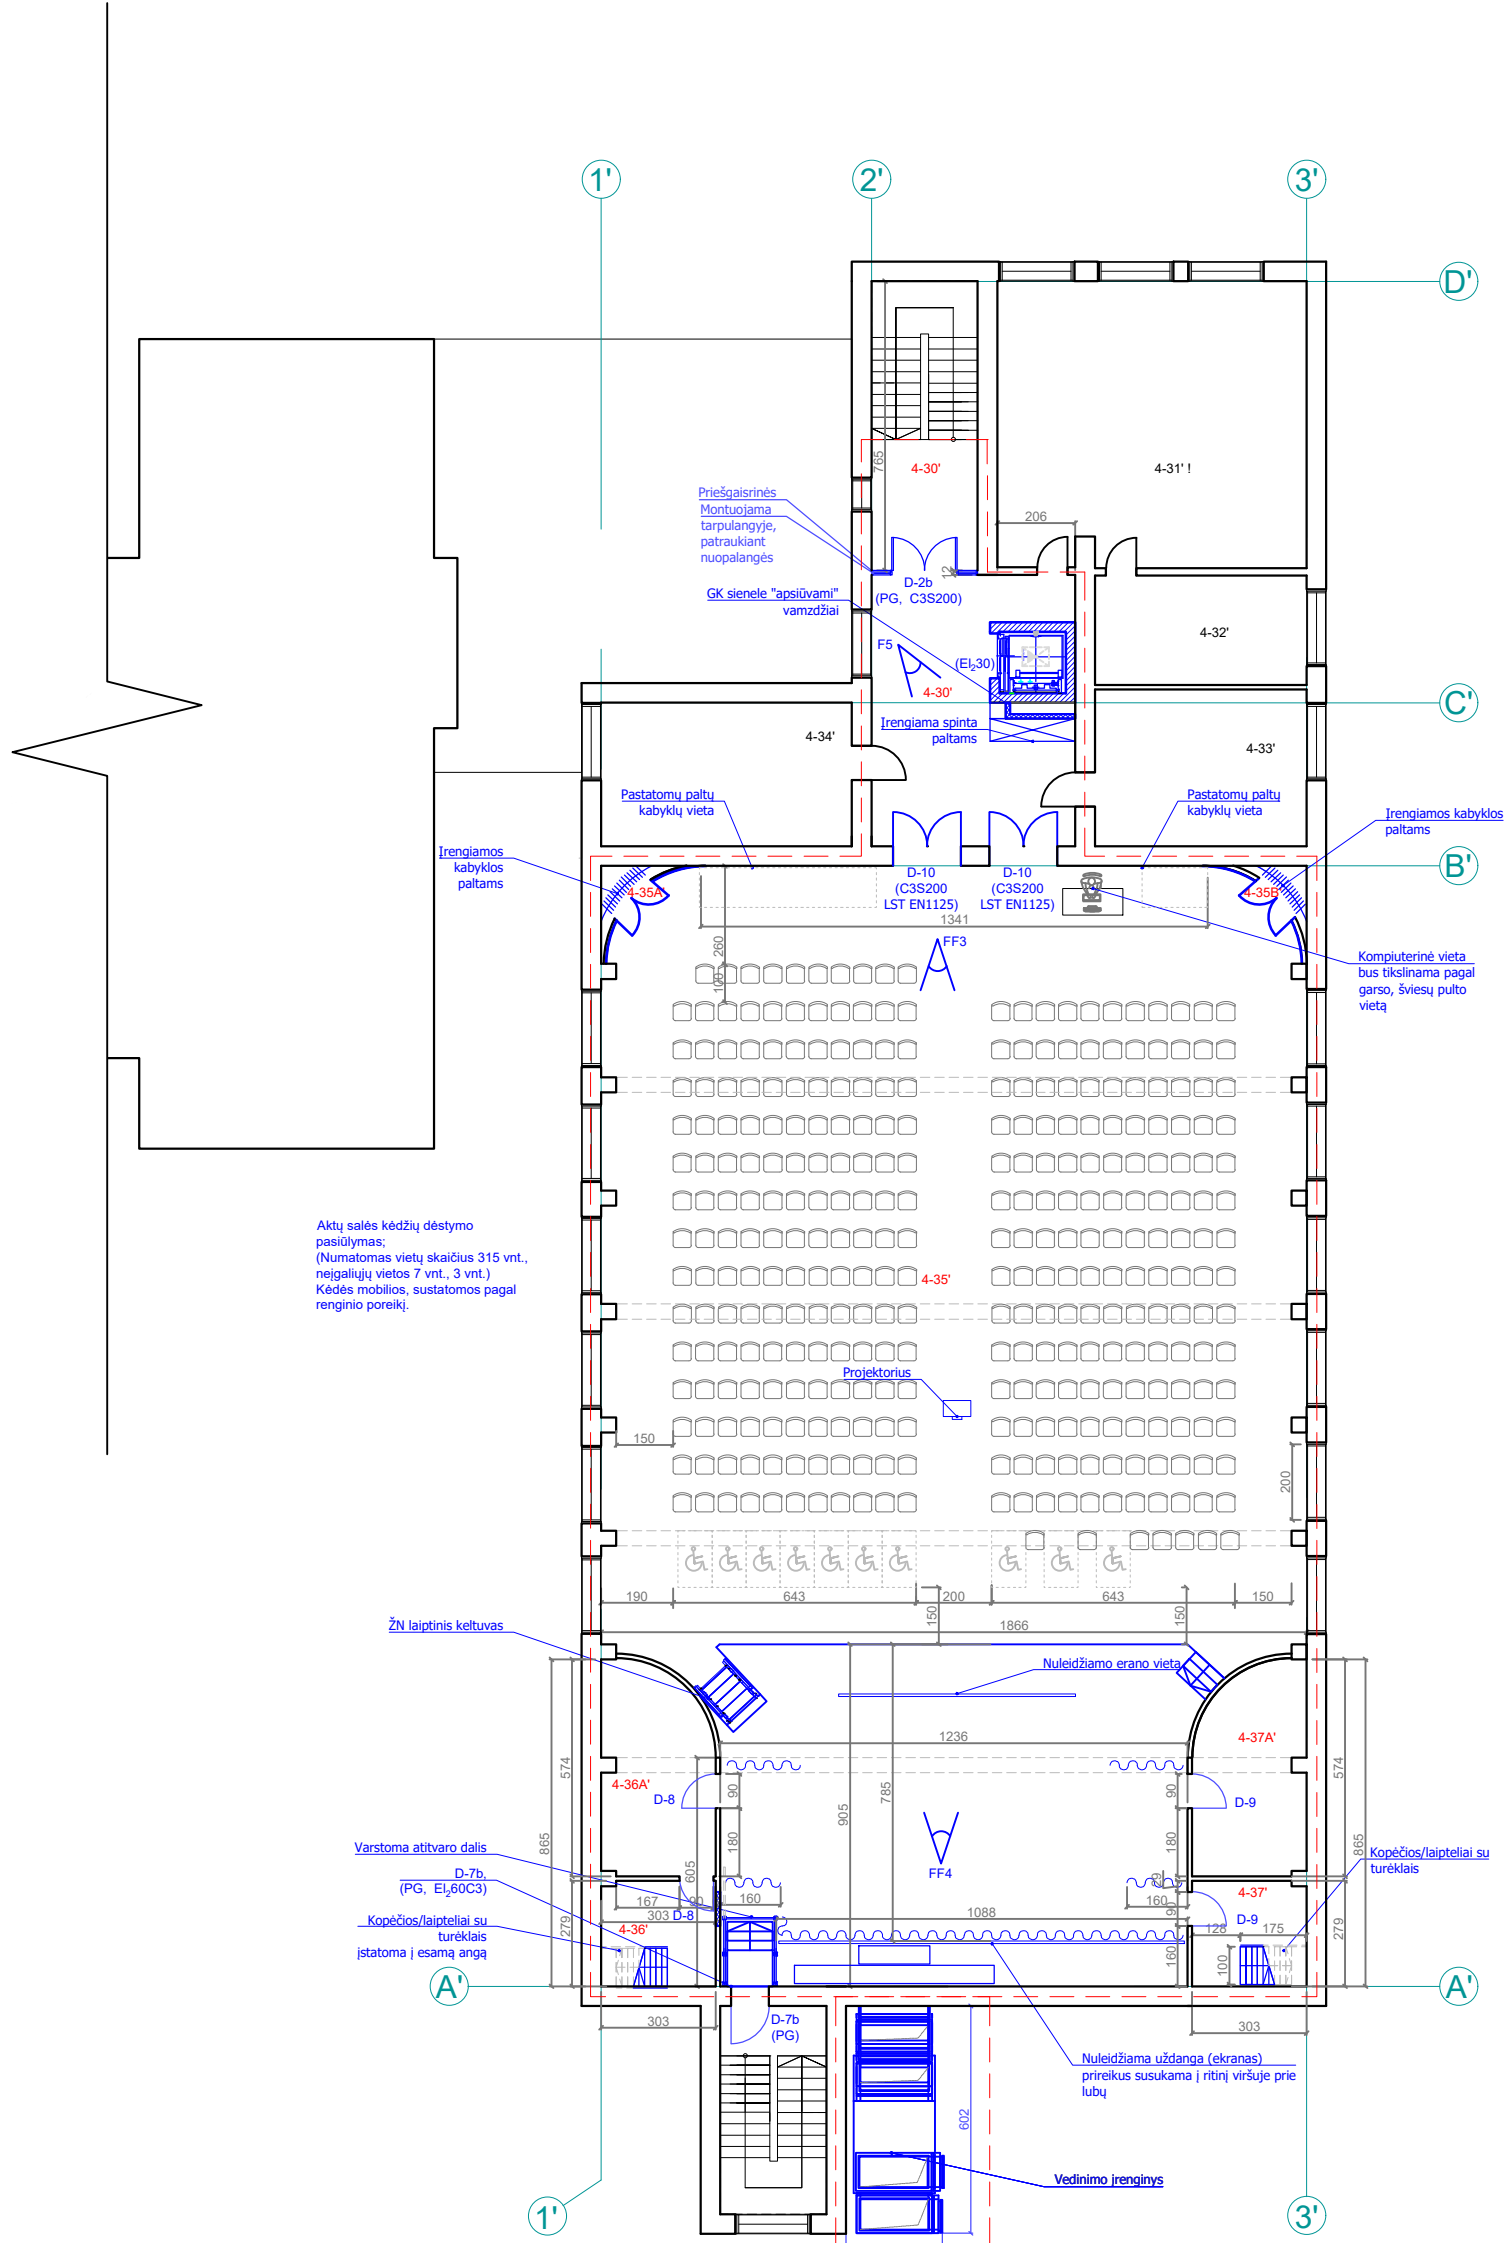 1'
2'
3'
D'
4-30'
4-31' !
765
206
Priešgaisrinės
Montuojama
tarpulangyje,
patraukiant
nuopalangės
12
D-2b
(PG, C3S200)
GK sienele "apsiūvami"
vamzdžiai
4-32'
F5
(EI₂30)
4-30'
C'
Įrengiama spinta
paltams
4-34'
4-33'
Pastatomų paltų
kabyklų vieta
Pastatomų paltų
kabyklų vieta
Įrengiamos kabyklos
paltams
Įrengiamos
kabyklos
paltams
B'
4-35A'
D-10
(C3S200
LST EN1125)
D-10
(C3S200
LST EN1125)
4-35B'
1341
260
FF3
100
Kompiuterinė vieta
bus tikslinama pagal
garso, šviesų pulto
vietą
Aktų salės kėdžių dėstymo
pasiūlymas;
(Numatomas vietų skaičius 315 vnt.,
neįgaliųjų vietos 7 vnt., 3 vnt.)
Kėdės mobilios, sustatomos pagal
renginio poreikį.
4-35'
Projektorius
150
200
190
643
200
643
150
150
150
1866
ŽN laiptinis keltuvas
Nuleidžiamo erano vieta
1236
4-37A'
574
574
4-36A'
D-8
90
785
905
90
D-9
865
180
180
865
Varstoma atitvaro dalis
FF4
Kopėčios/laipteliai su
turėklais
D-7b,
(PG, EI₂60C3)
605
29
167
90
160
160
4-37'
Kopėčios/laipteliai su
turėklais
įstatoma į esamą angą
303
D-8
1088
90
D-9
4-36'
128
175
279
279
160
100
A'
A'
303
D-7b
(PG)
303
Nuleidžiama uždanga (ekranas)
prireikus susukama į ritinį viršuje prie
lubų
602
Vedinimo įrenginys
1'
3'